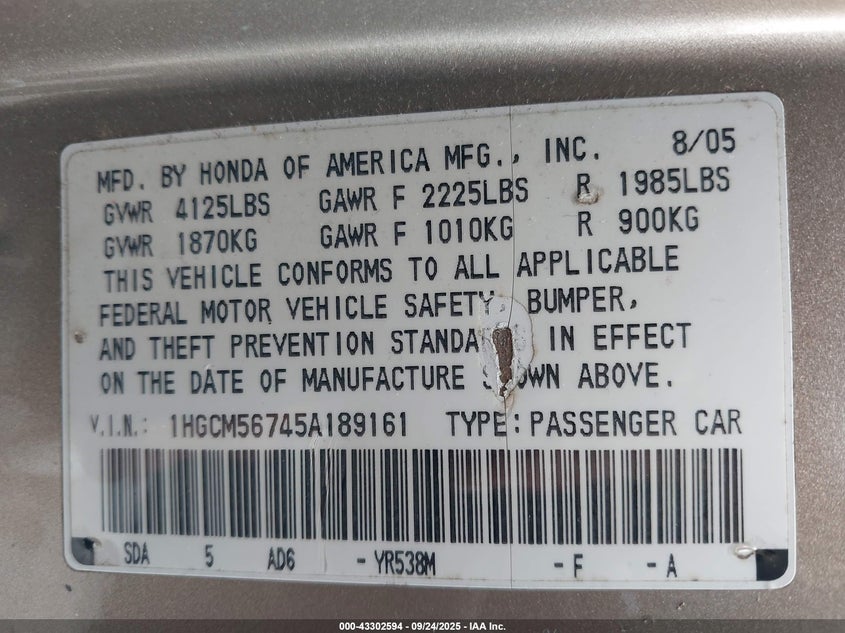 MFD. BY HONDA OF AMERICA MFG., INC. 8/05
GVWR 4125LBS GAWR F 2225LBS R 1985LBS
GVWR 1870KG GAWR F 1010KG R 900KG
THIS VEHICLE CONFORMS TO ALL APPLICABLE
FEDERAL MOTOR VEHICLE SAFETY, BUMPER,
AND THEFT PREVENTION IN EFFECT
ON THE DATE OF MANUFACTURE ABOVE.
V.I.N.: 1HGCM56745A189161 TYPE: PASSENGER CAR
SDA 5 AD6 - YR538M - F - A
000-43302594 - 09/24/2025 - IAA Inc.